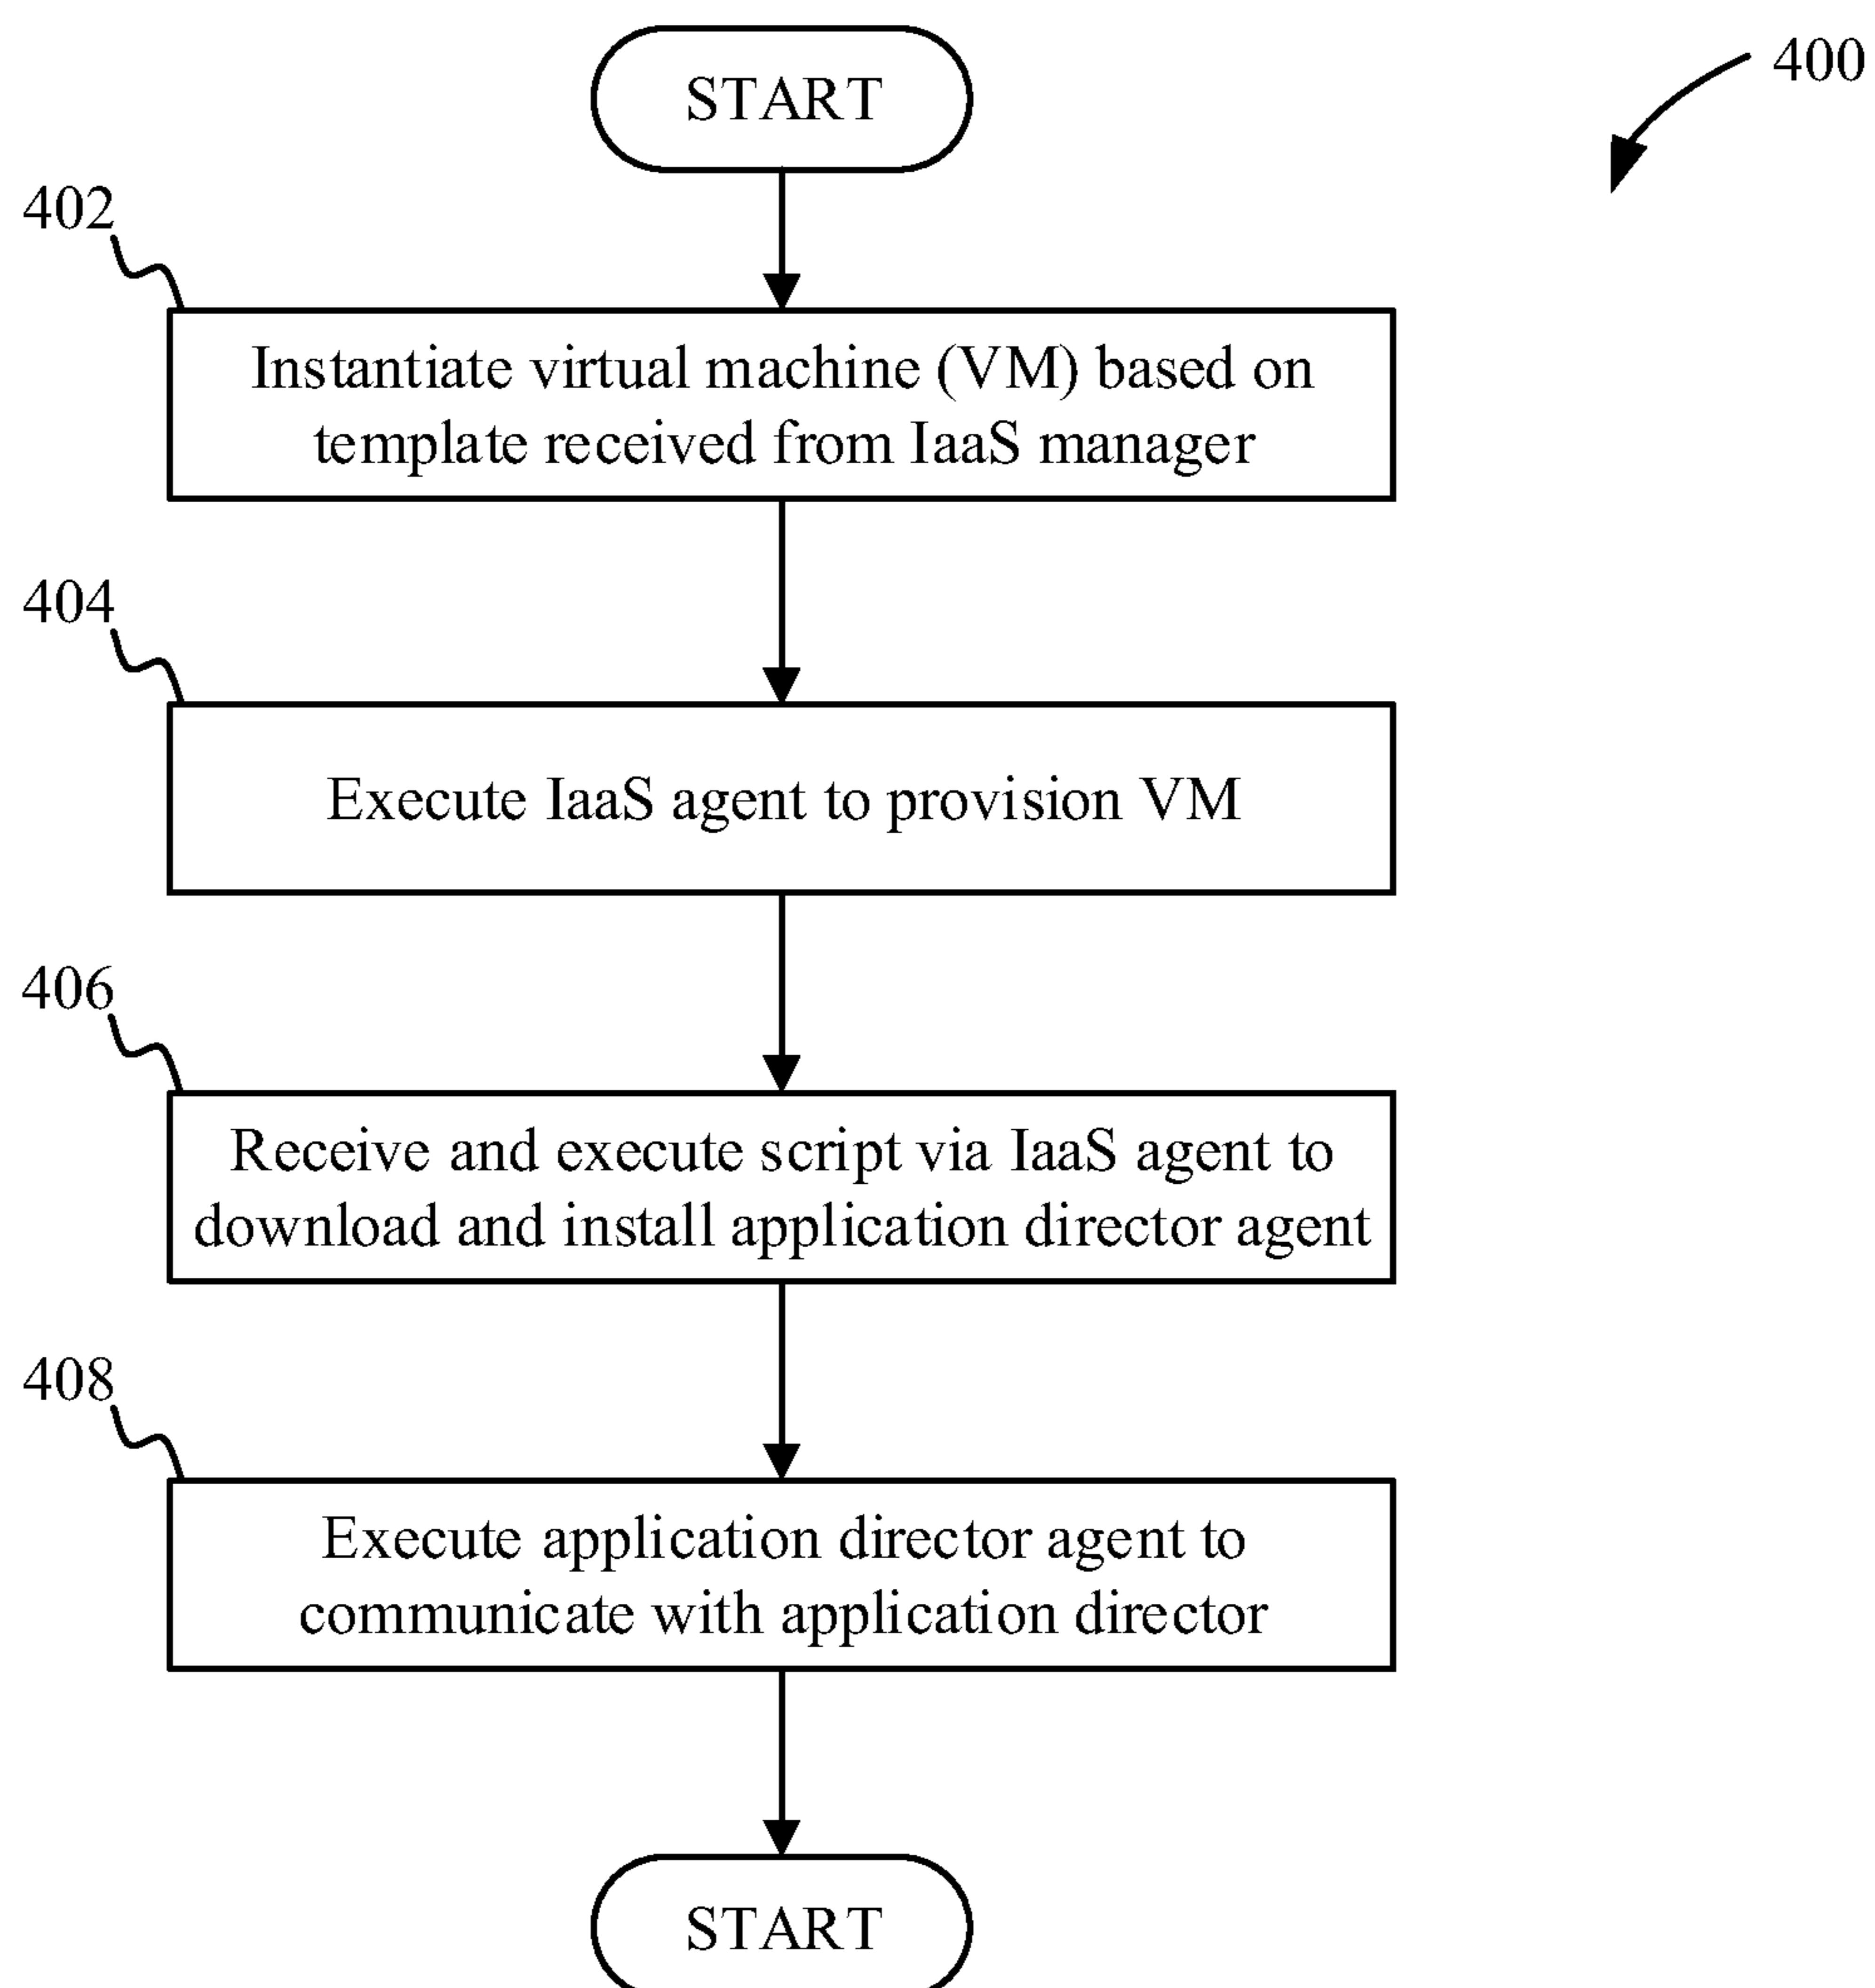 START
400
402
Instantiate virtual machine (VM) based on
template received from IaaS manager
404
Execute IaaS agent to provision VM
406
Receive and execute script via IaaS agent to
download and install application director agent
408
Execute application director agent to
communicate with application director
START